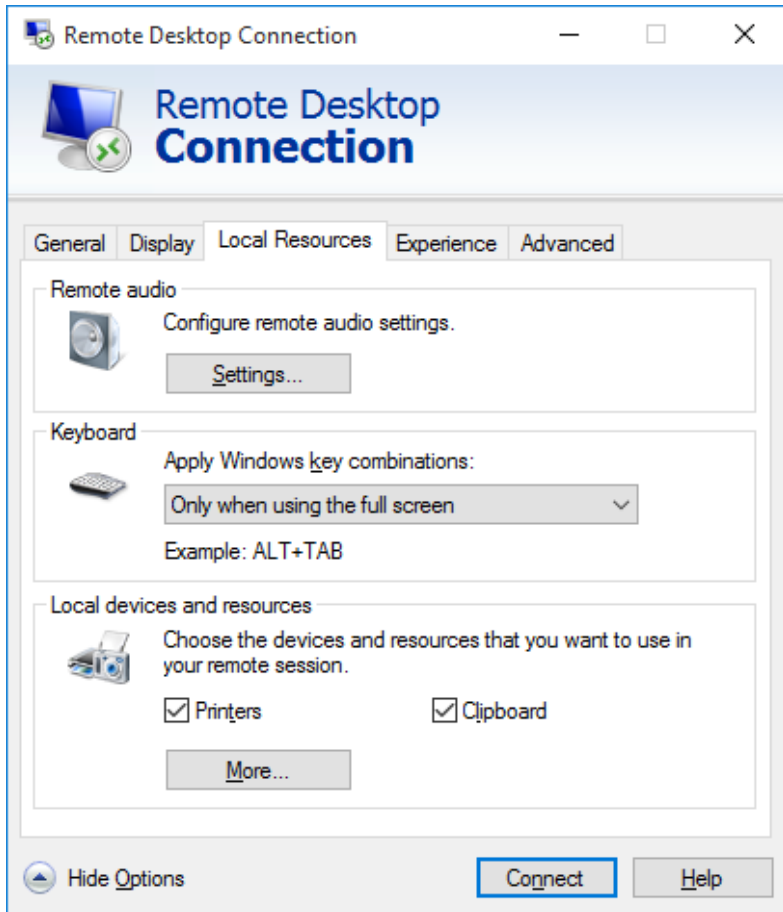 Remote Desktop Connection
Remote Desktop
Connection
General Display Local Resources Experience Advanced
Remote audio
Configure remote audio settings.
Settings...
Keyboard
Apply Windows key combinations:
Only when using the full screen
Example: ALT+TAB
Local devices and resources
Choose the devices and resources that you want to use in
your remote session.
Printers Clipboard
More...
Hide Options Connect Help